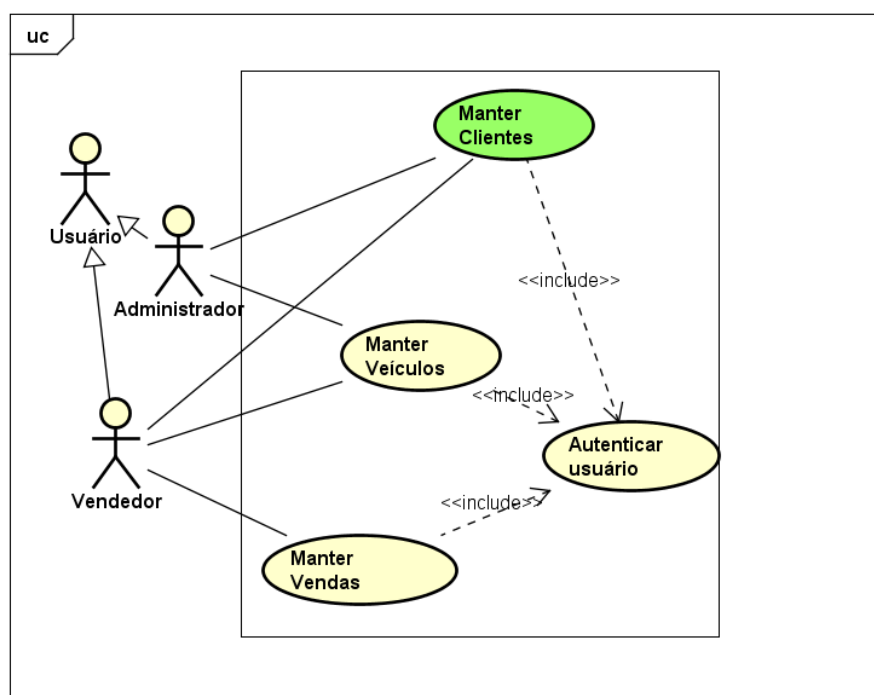 uc
Manter
Clientes
Usuário
<<include>>
Administrador
Manter
Veículos
<<include>>
Autenticar
usuário
Vendedor
<<include>>
Manter
Vendas